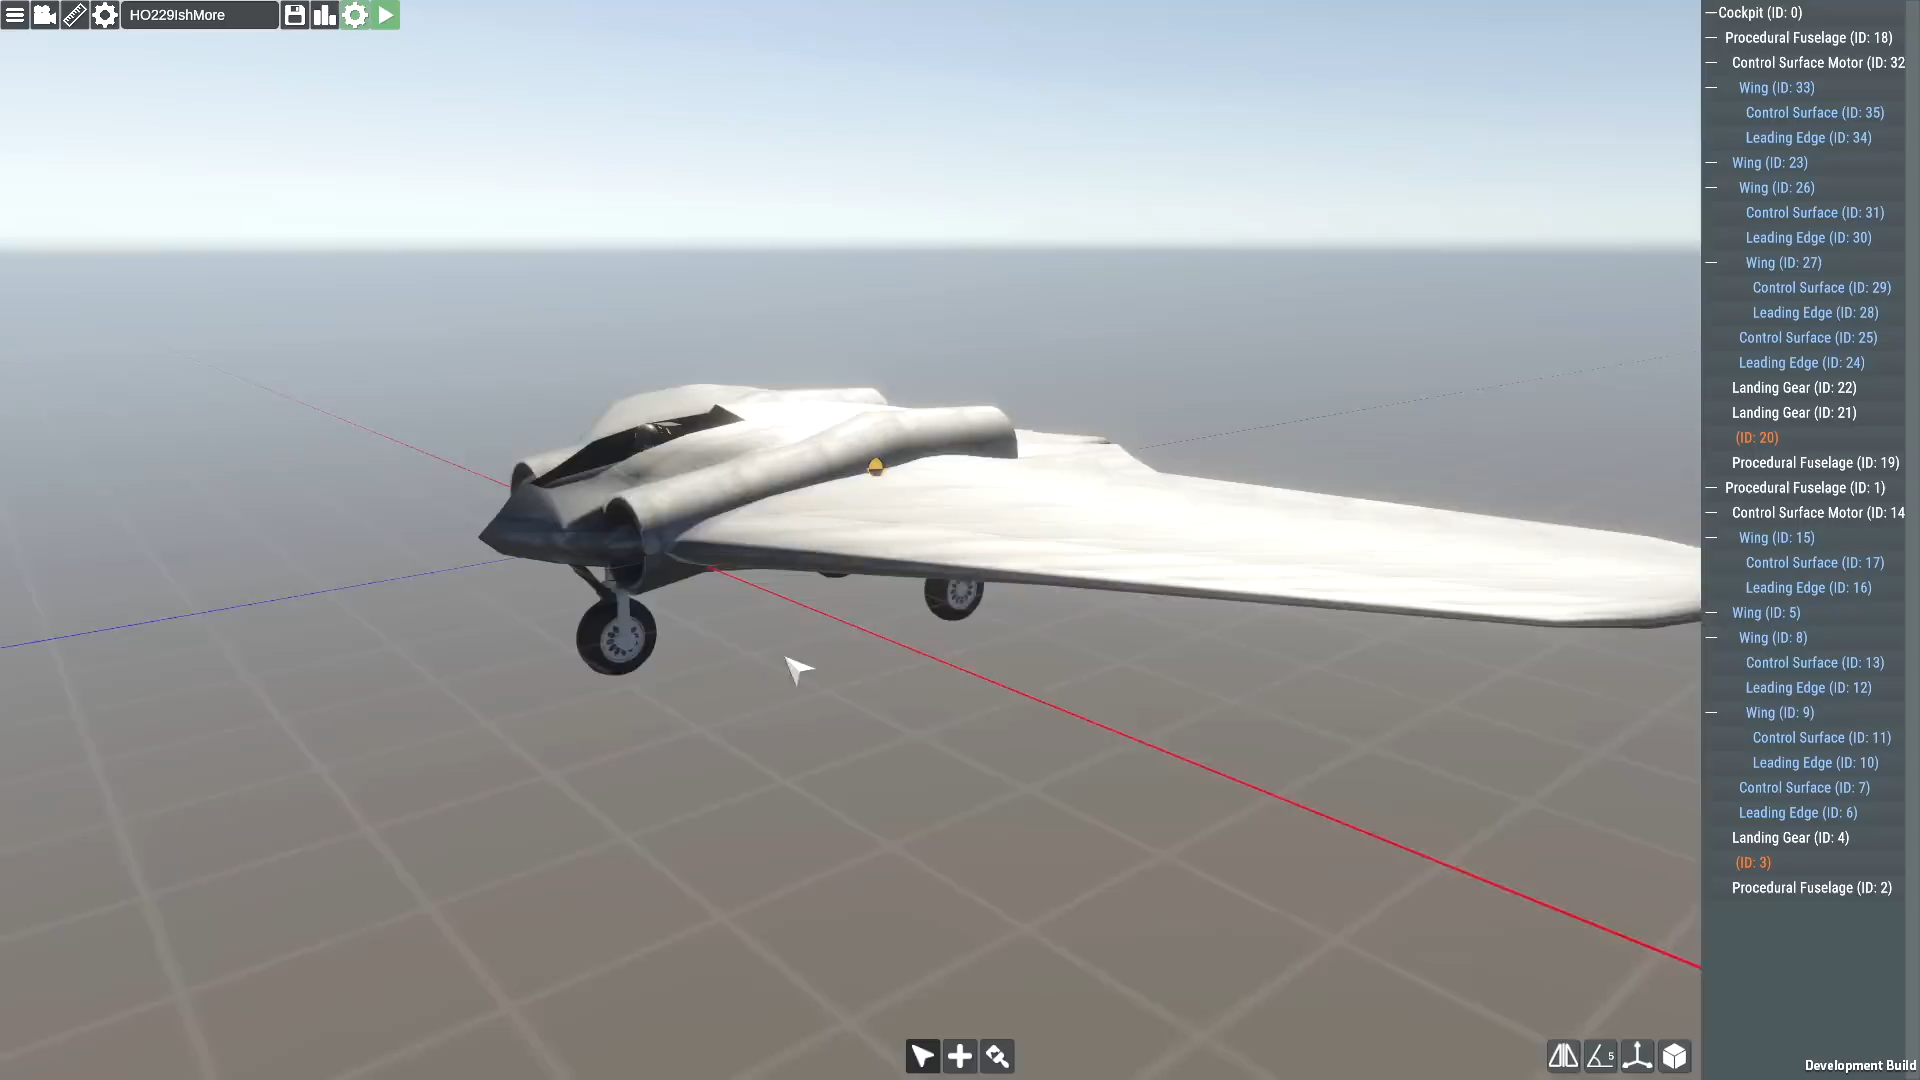 HO229IshMore
Cockpit (ID: 0)
Procedural Fuselage (ID: 18)
Control Surface Motor (ID: 32
Wing (ID: 33)
Control Surface (ID: 35)
Leading Edge (ID: 34)
Wing (ID: 23)
Wing (ID: 26)
Control Surface (ID: 31)
Leading Edge (ID: 30)
Wing (ID: 27)
Control Surface (ID: 29)
Leading Edge (ID: 28)
Control Surface (ID: 25)
Leading Edge (ID: 24)
Landing Gear (ID: 22)
Landing Gear (ID: 21)
(ID: 20)
Procedural Fuselage (ID: 19)
Procedural Fuselage (ID: 1)
Control Surface Motor (ID: 14
Wing (ID: 15)
Control Surface (ID: 17)
Leading Edge (ID: 16)
Wing (ID: 5)
Wing (ID: 8)
Control Surface (ID: 13)
Leading Edge (ID: 12)
Wing (ID: 9)
Control Surface (ID: 11)
Leading Edge (ID: 10)
Control Surface (ID: 7)
Leading Edge (ID: 6)
Landing Gear (ID: 4)
(ID: 3)
Procedural Fuselage (ID: 2)
5
Development Build